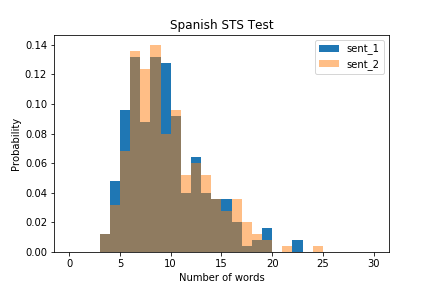 Spanish STS Test
sent_1
sent_2
0.14
0.12
0.10
0.08
0.06
0.04
0.02
0.00
Probability
0 5 10 15 20 25 30
Number of words